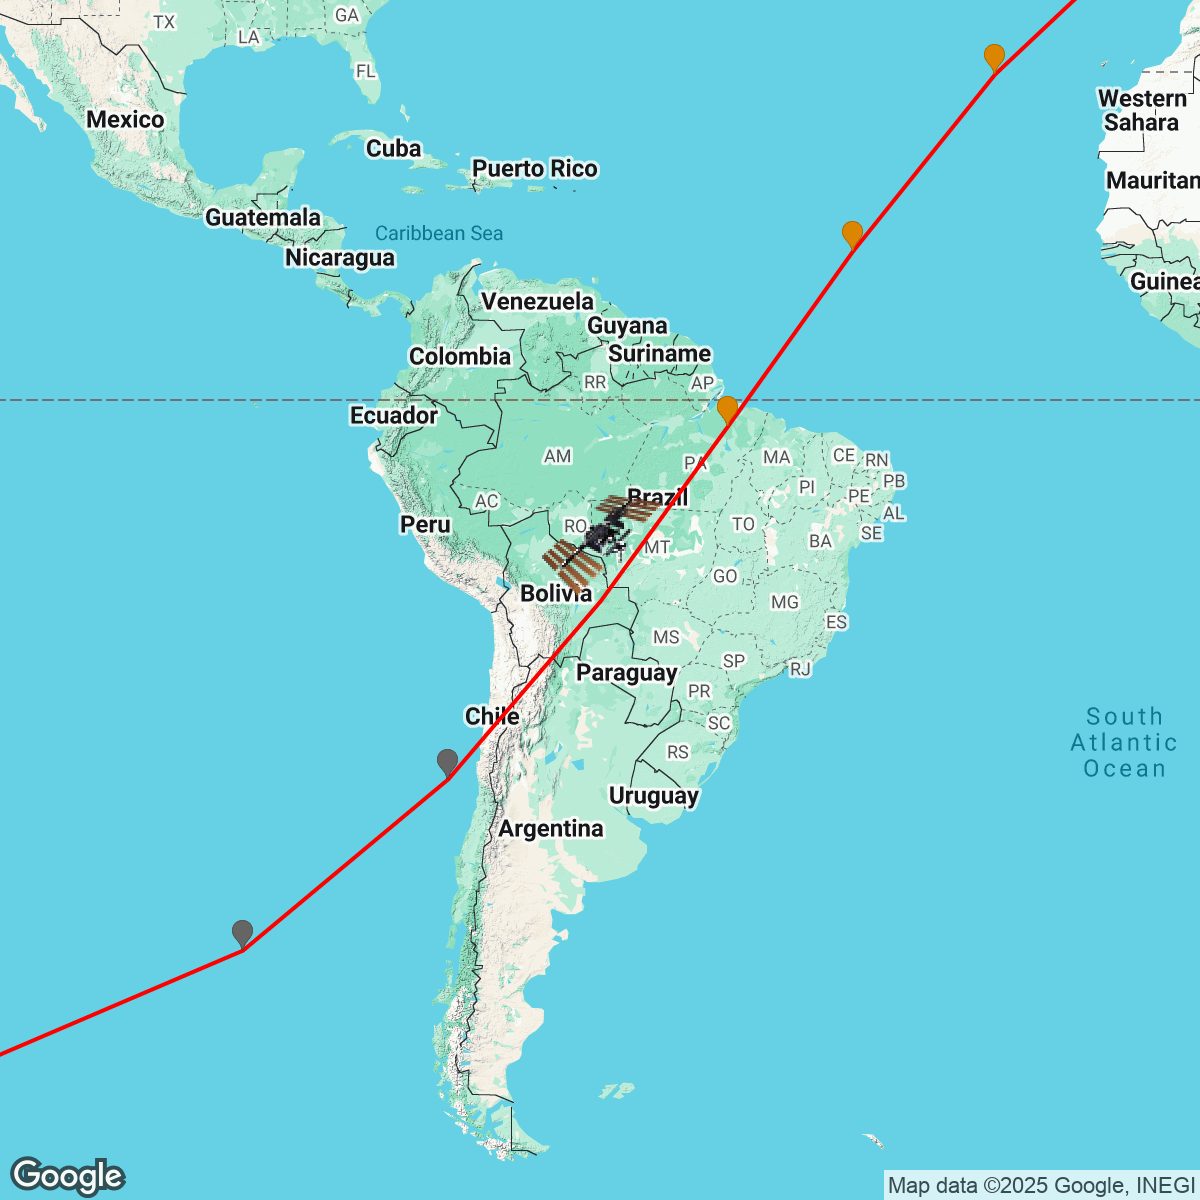 TX
GA
LA
FL
Mexico
Western
Sahara
Cuba
Puerto Rico
Mauritan
Guatemala
Caribbean Sea
Nicaragua
Guinea
Venezuela
Guyana
Suriname
Colombia
RR
AP
Ecuador
AM
PA
MA
CE
RN
PI
PB
PE
AC
AL
Brazil
Peru
RO
TO
SE
MT
BA
GO
Bolivia
MG
ES
MS
SP
RJ
Paraguay
PR
Chile
SC
South
Atlantic
Ocean
RS
Uruguay
Argentina
Google
Map data ©2025 Google, INEGI